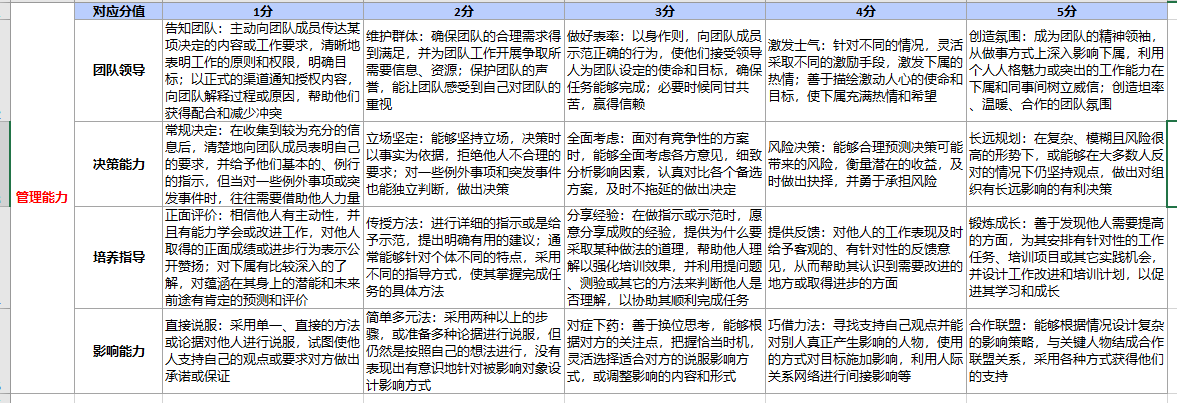 对应分值
1分
2分
3分
4分
5分
管理能力
团队领导
告知团队：主动向团队成员传达某
项决定的内容或工作要求，清晰地
表明工作的原则和权限，明确目
标；以正式的渠道通知授权内容，
向团队解释过程或原因，帮助他们
获得配合和减少冲突
维护群体：确保团队的合理需求得
到满足，并为团队工作开展争取所
需要信息、资源；保护团队的声
誉，能让团队感受到自己对团队的
重视
做好表率：以身作则，向团队成员
示范正确的行为，使他们接受领导
人为团队设定的使命和目标，确保
任务能够完成；必要时候同甘共
苦，赢得信赖
激发士气：针对不同的情况，灵活
采取不同的激励手段，激发下属的
热情；善于描绘激动人心的使命和
目标，使下属充满热情和希望
创造氛围：成为团队的精神领袖，
从做事方式上深入影响下属，利用
个人人格魅力或突出的工作能力在
下属和同事间树立威信；创造坦率
、温暖、合作的团队氛围
决策能力
常规决定：在收集到较为充分的信
息后，清楚地向团队成员表明自己
的要求，并给予他们基本的、例行
的指示，但当对一些例外事项或突
发事件时，往往需要借助他人力量
立场坚定：能够坚持立场，决策时
以事实为依据，拒绝他人不合理的
要求；对一些例外事项和突发事件
也能独立判断，做出决策
全面考虑：面对有竞争性的方案
时，能够全面考虑各方意见，细致
分析影响因素，认真对比各个备选
方案，及时不拖延的做出决定
风险决策：能够合理预测决策可能
带来的风险，衡量潜在的收益，及
时做出抉择，并勇于承担风险
长远规划：在复杂、模糊且风险很
高的形势下，或能够在大多数人反
对的情况下仍坚持观点，做出对组
织有长远影响的有利决策
培养指导
正面评价：相信他人有主动性，并
且有能力学会或改进工作，对他人
取得的正面成绩或进步行为表示公
开赞扬；对下属有比较深入的了
解，对蕴涵在其身上的潜能和未来
前途有肯定的预测和评价
传授方法：进行详细的指示或是给
予示范，提出明确有用的建议；通
常能够针对个体不同的特点，采用
不同的指导方式，使其掌握完成任
务的具体方法
分享经验：在做指示或示范时，愿
意分享成败的经验，提供为什么要
采取某种做法的道理，帮助他人理
解以强化培训效果，并利用提问题
、测验或其它的方法来判断他人是
否理解，以协助其顺利完成任务
提供反馈：对他人的工作表现及时
给予客观的、有针对性的反馈意
见，从而帮助其认识到需要改进的
地方或取得进步的方面
锻炼成长：善于发现他人需要提高
的方面，为其安排有针对性的工作
任务、培训项目或其它实践机会，
并设计工作改进和培训计划，以促
进其学习和成长
影响能力
直接说服：采用单一、直接的方法
或论据对他人进行说服，试图使他
人支持自己的观点或要求对方做出
承诺或保证
简单多元法：采用两种以上的步
骤，或准备多种论据进行说服，但
仍然是按照自己的想法进行，没有
表现出有意识地针对被影响对象设
计影响方式
对症下药：善于换位思考，能够根
据对方的关注点，把握恰当时机，
灵活选择适合对方的说服影响方
式，或调整影响的内容和形式
巧借力法：寻找支持自己观点并能
对别人真正产生影响的人物，使用
的方式对目标施加影响，利用人际
关系网络进行间接影响等
合作联盟：能够根据情况设计复杂
的影响策略，与关键人物结成合作
联盟关系，采用各种方式获得他们
的支持